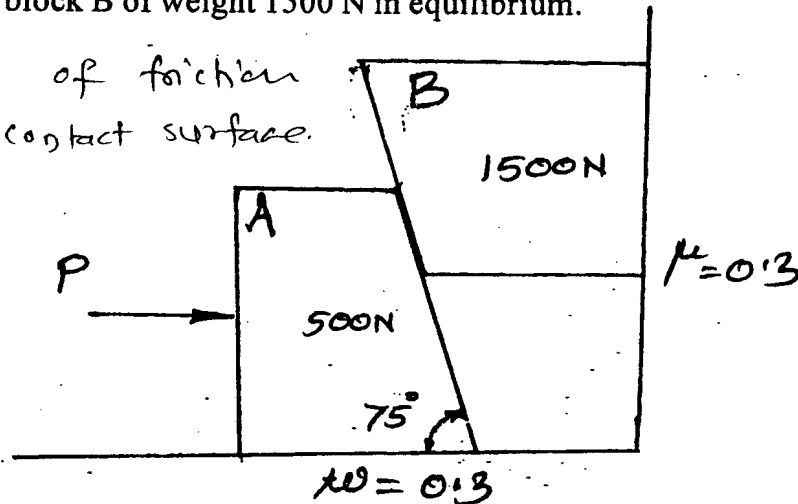 block B of weight 1500 N in equilibrium.
of friction
contact surface.
B
1500N
A
P
μ=0.3
500N
75°
μ = 0.3